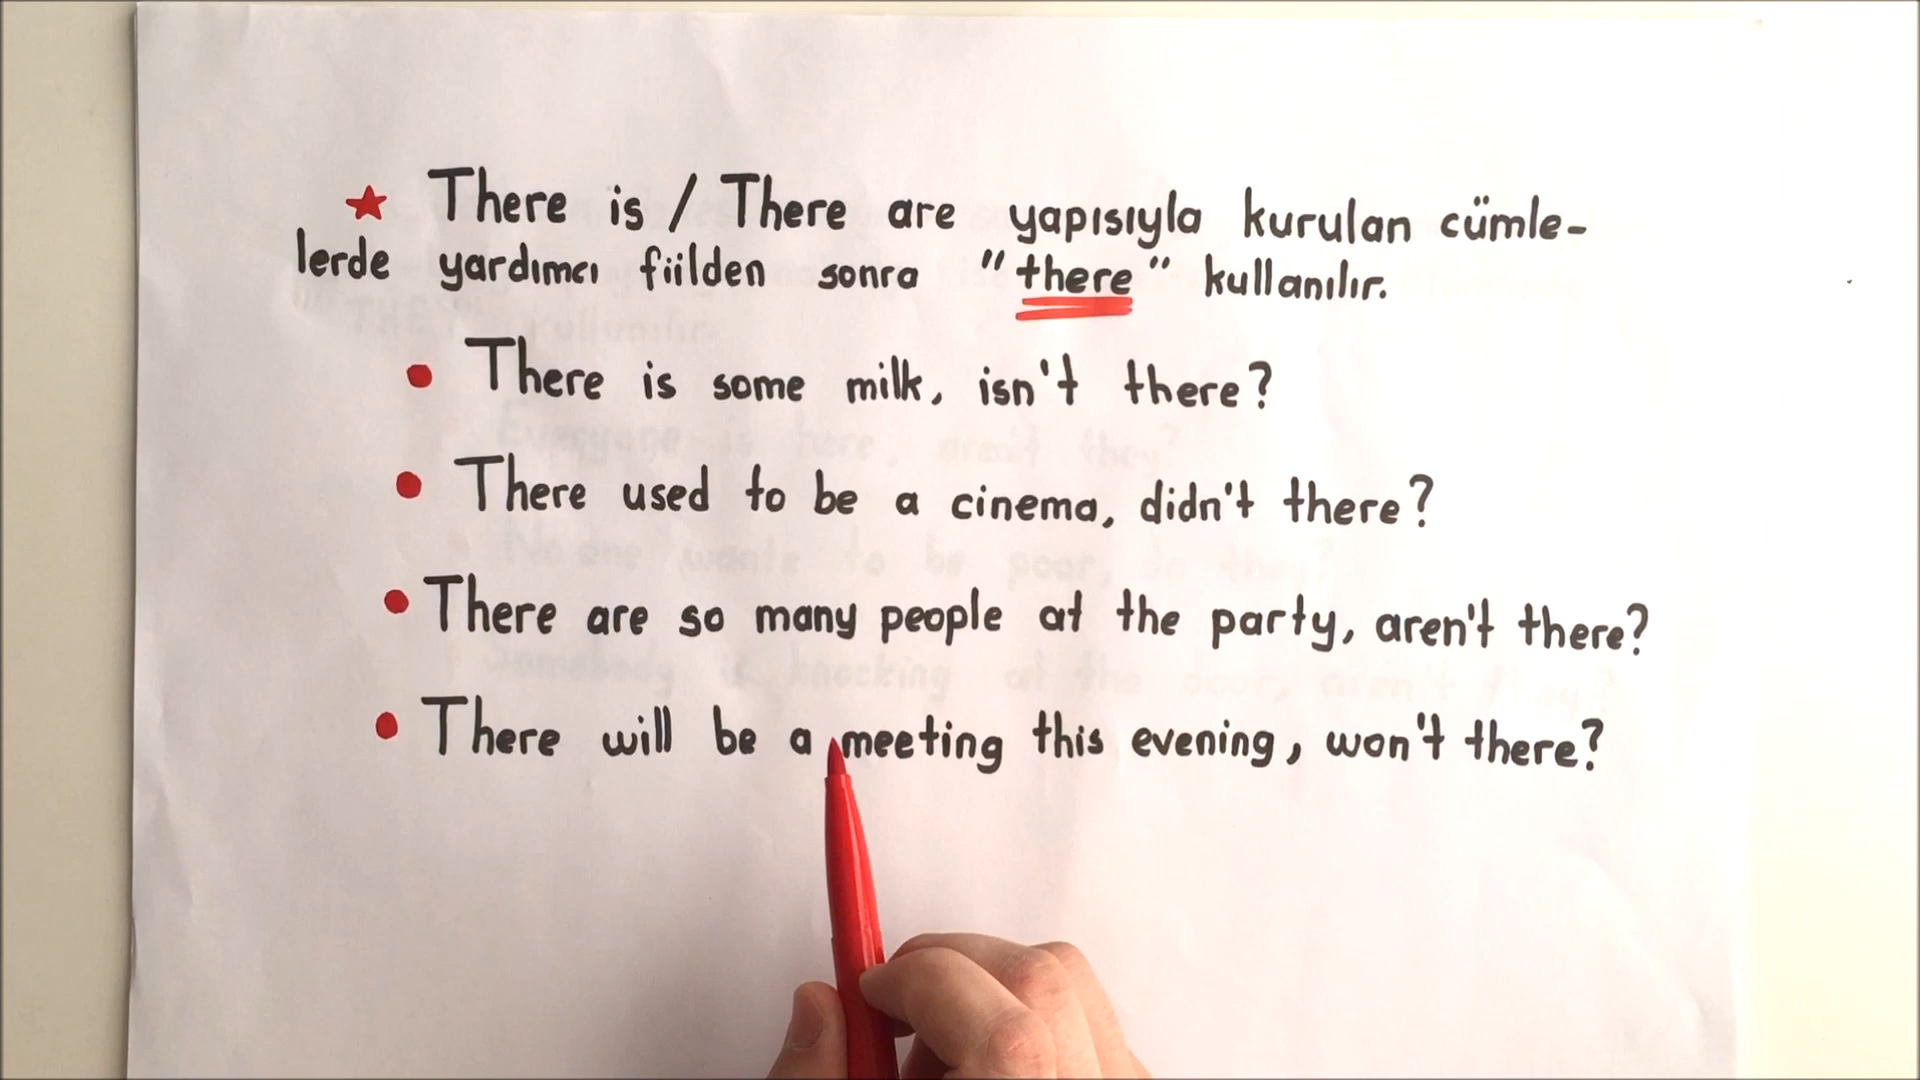 ★ There is / There are yapısıyla kurulan cümle-
lerde yardımcı fiilden sonra "there" kullanılır.
• There is some milk, isn't there?
• There used to be a cinema, didn't there?
• There are so many people at the party, aren't there?
• There will be a meeting this evening, won't there?